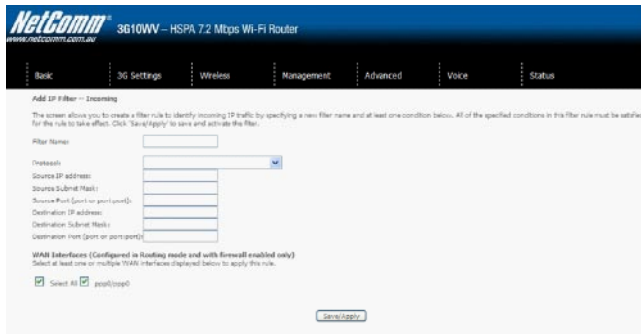 NetComm®
www.netcomm.com.au
3G10WV – HSPA 7.2 Mbps Wi-Fi Router
Basic 3G Settings Wireless Management Advanced Voice Status
Add IP Filter -- Incoming
The screen allows you to create a filter rule to identify incoming IP traffic by specifying a new filter name and at least one condition below. All of the specified conditions in this filter rule must be satisfied
for the rule to take effect. Click 'Save/Apply' to save and activate the filter.
Filter Name:
Protocol:
Source IP address:
Source Subnet Mask:
Source Port (port or port:port):
Destination IP address:
Destination Subnet Mask:
Destination Port (port or port:port):
WAN Interfaces (Configured in Routing mode and with firewall enabled only)
Select at least one or multiple WAN interfaces displayed below to apply this rule.
Select All ppp0/ppp0
Save/Apply